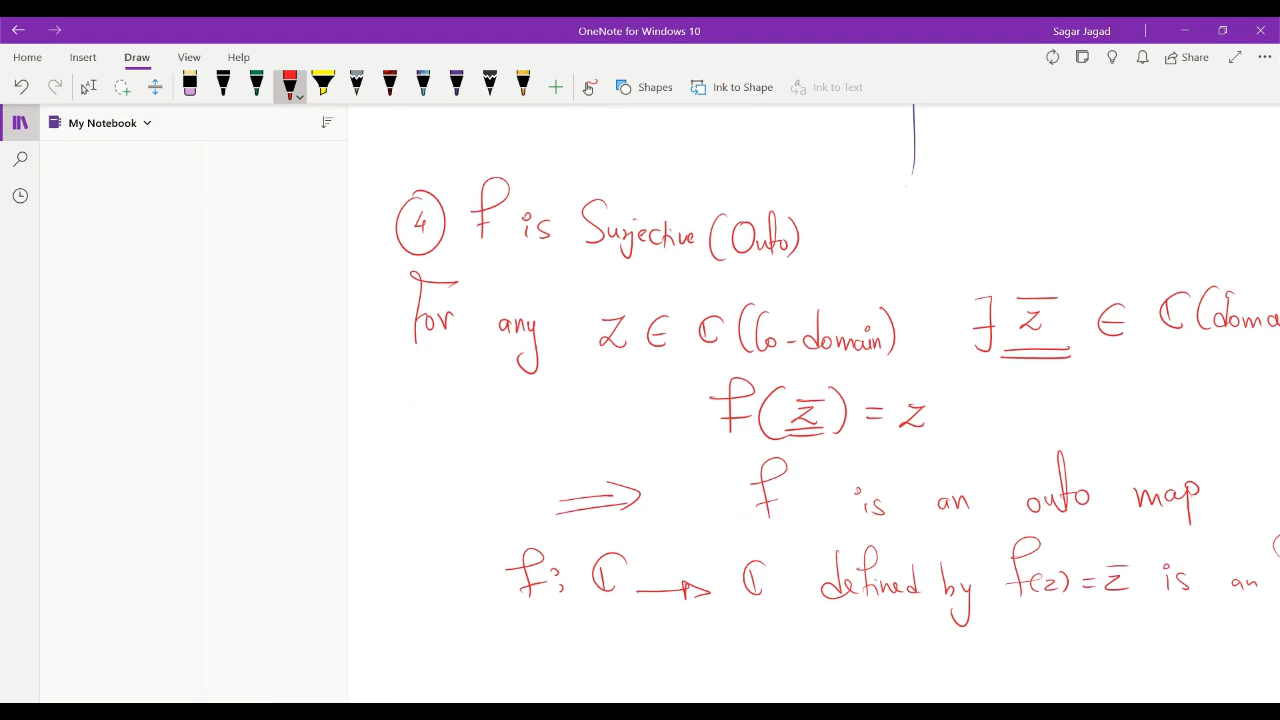 OneNote for Windows 10
Sagar Jagad
Home Insert Draw View Help
Share
Shapes Ink to Shape Ink to Text
My Notebook
④ f is Surjective (Onto)
For any z ∈ ℂ (Co-domain) ∃ z̅ ∈ ℂ (doma
f(z̅) = z
⟹ f is an onto map
f: ℂ → ℂ defined by f(z) = z̅ is an